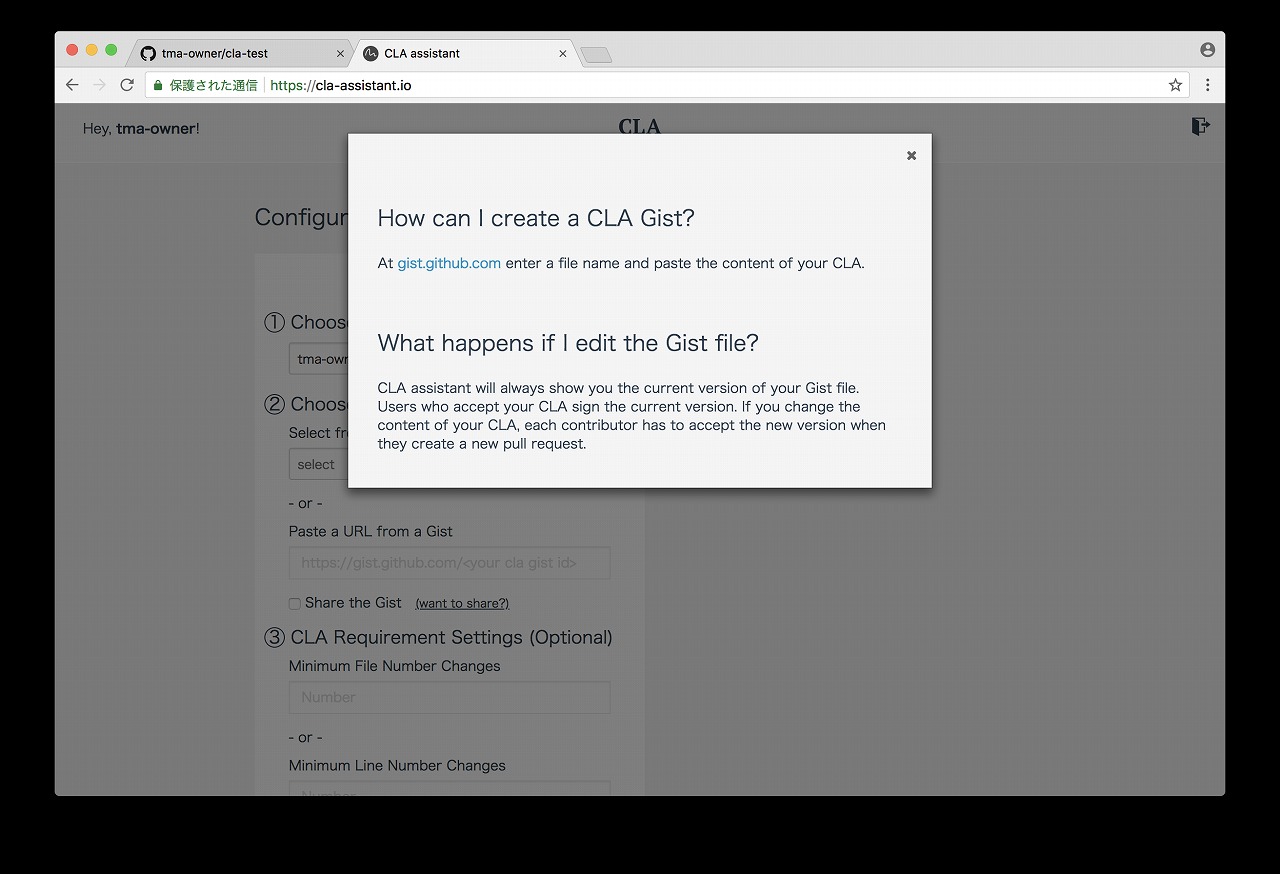 tma-owner/cla-test
CLA assistant
保護された通信
https://cla-assistant.io
Hey, tma-owner!
CLA
How can I create a CLA Gist?
At gist.github.com enter a file name and paste the content of your CLA.
What happens if I edit the Gist file?
CLA assistant will always show you the current version of your Gist file.
Users who accept your CLA sign the current version. If you change the
content of your CLA, each contributor has to accept the new version when
they create a new pull request.
Configur
① Choos
tma-owr
② Choos
Select fr
select
- or -
Paste a URL from a Gist
https://gist.github.com/<your cla gist id>
Share the Gist (want to share?)
③ CLA Requirement Settings (Optional)
Minimum File Number Changes
Number
- or -
Minimum Line Number Changes
Number